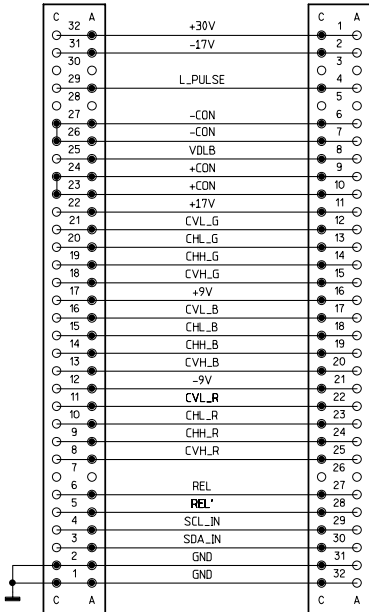 C A C A
32 +30V 1
31 -17V 2
30 3
29 L_PULSE 4
28 5
27 -CON 6
26 -CON 7
25 VDLB 8
24 +CON 9
23 +CON 10
22 +17V 11
21 CVL_G 12
20 CHL_G 13
19 CHH_G 14
18 CVH_G 15
17 +9V 16
16 CVL_B 17
15 CHL_B 18
14 CHH_B 19
13 CVH_B 20
12 -9V 21
11 CVL_R 22
10 CHL_R 23
9 CHH_R 24
8 CVH_R 25
7 26
6 REL 27
5 REL' 28
4 SCL_IN 29
3 SDA_IN 30
2 GND 31
1 GND 32
C A C A